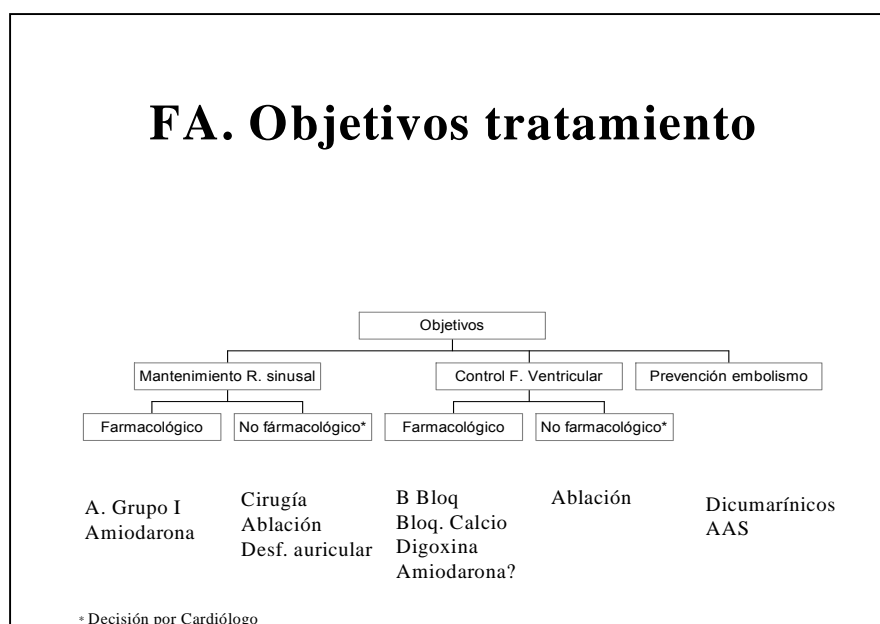 FA. Objetivos tratamiento
Objetivos
Mantenimiento R. sinusal
Control F. Ventricular
Prevención embolismo
Farmacológico
No fármacológico*
Farmacológico
No farmacológico*
A. Grupo I
Amiodarona
Cirugía
Ablación
Desf. auricular
B Bloq
Bloq. Calcio
Digoxina
Amiodarona?
Ablación
Dicumarínicos
AAS
* Decisión por Cardiólogo